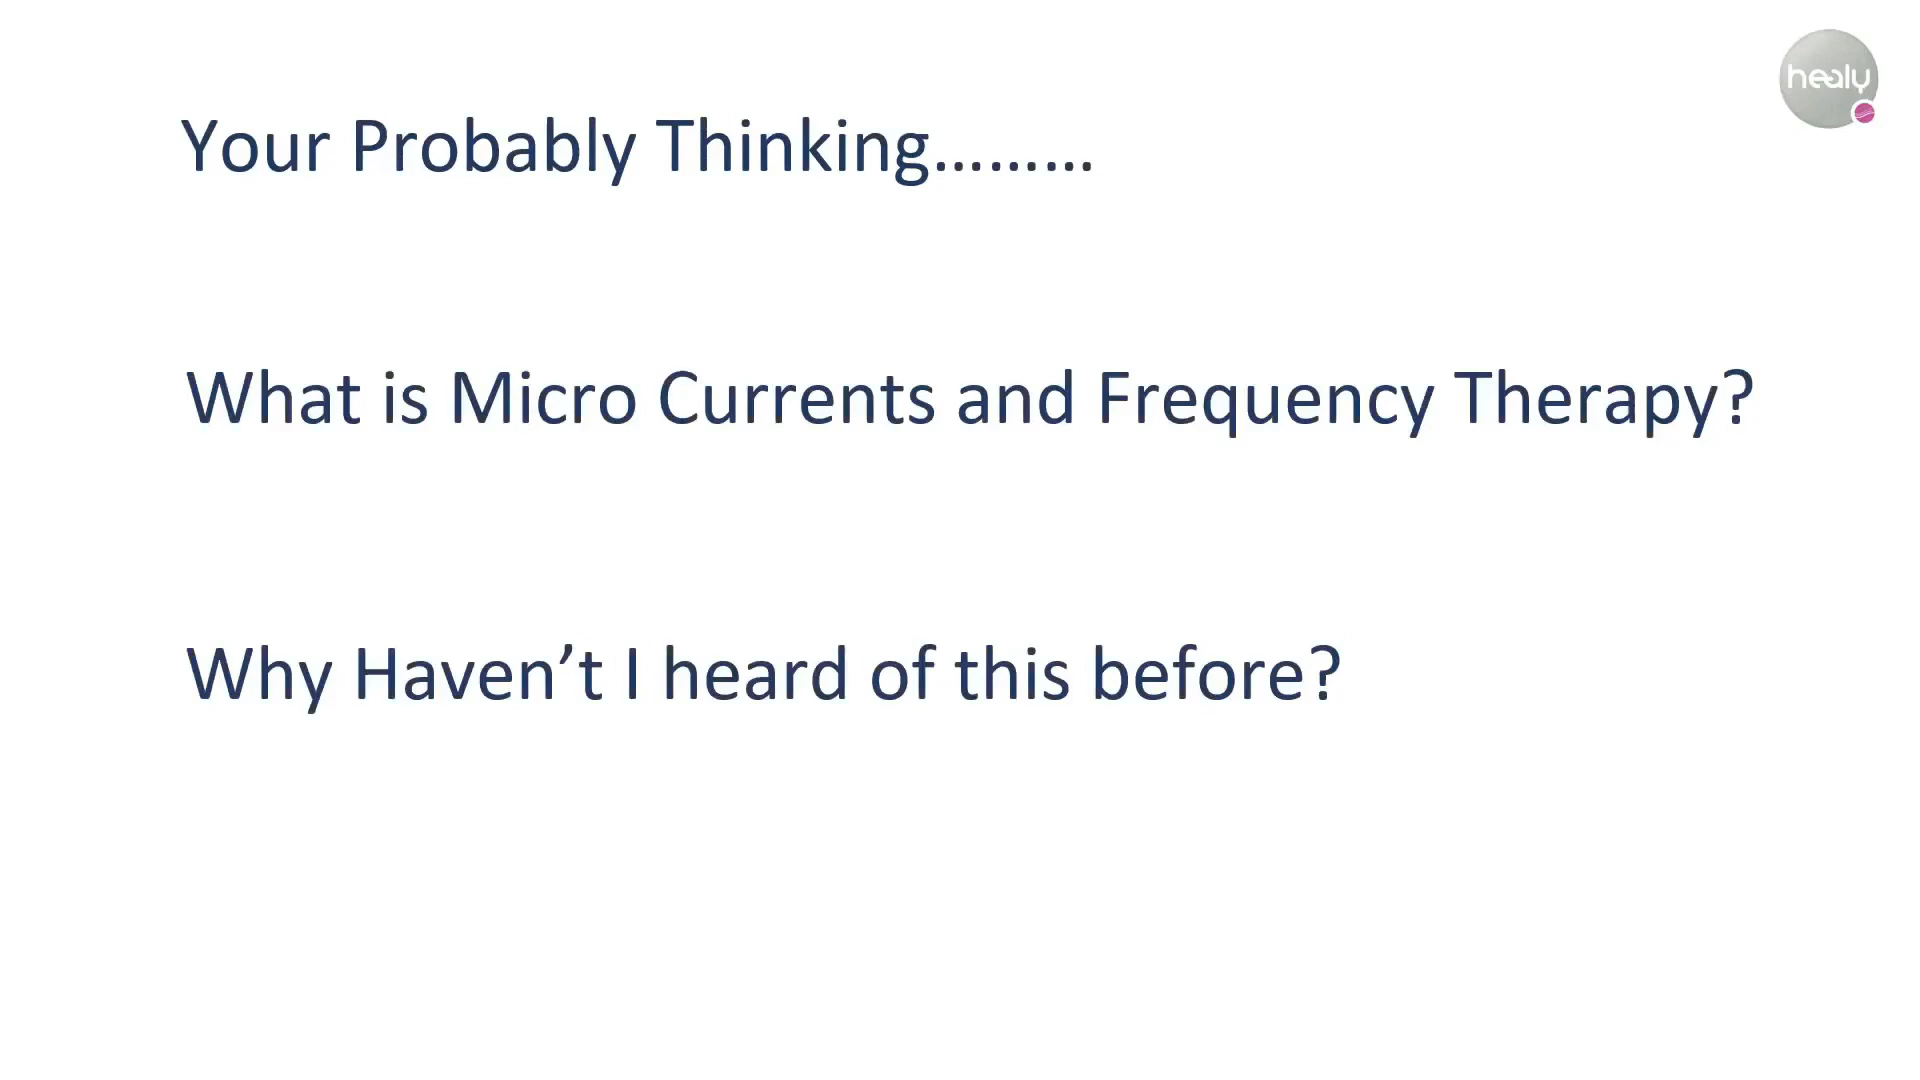 healy
Your Probably Thinking………
What is Micro Currents and Frequency Therapy?
Why Haven’t I heard of this before?